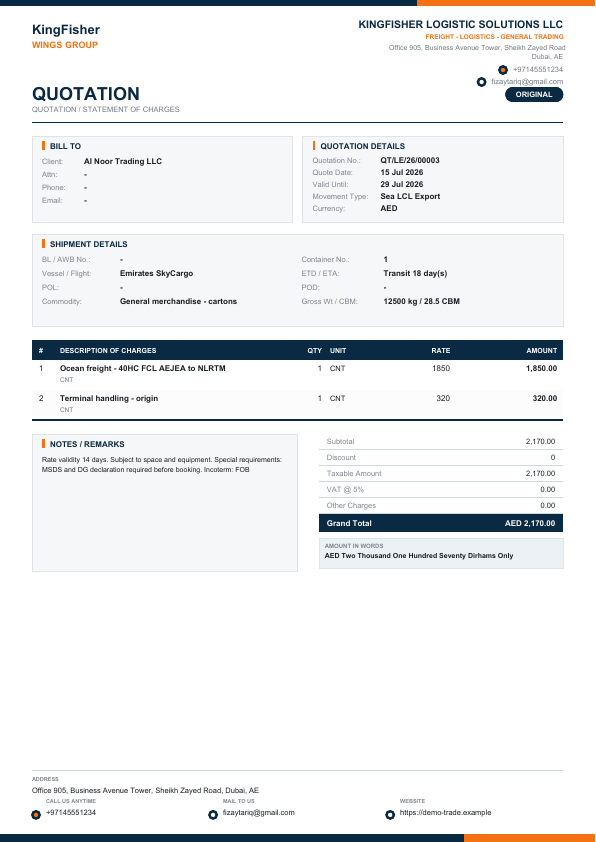 KingFisher
WINGS GROUP
KINGFISHER LOGISTIC SOLUTIONS LLC
FREIGHT - LOGISTICS - GENERAL TRADING
Office 905, Business Avenue Tower, Sheikh Zayed Road
Dubai, AE
+97145551234
fizaytariq@gmail.com
ORIGINAL
QUOTATION
QUOTATION / STATEMENT OF CHARGES
BILL TO
Client: Al Noor Trading LLC
Attn: -
Phone: -
Email: -
QUOTATION DETAILS
Quotation No.: QT/LE/26/00003
Quote Date: 15 Jul 2026
Valid Until: 29 Jul 2026
Movement Type: Sea LCL Export
Currency: AED
SHIPMENT DETAILS
BL / AWB No.: - Container No.: 1
Vessel / Flight: Emirates SkyCargo ETD / ETA: Transit 18 day(s)
POL: - POD: -
Commodity: General merchandise - cartons Gross Wt / CBM: 12500 kg / 28.5 CBM
# DESCRIPTION OF CHARGES QTY UNIT RATE AMOUNT
1 Ocean freight - 40HC FCL AEJEA to NLRTM 1 CNT 1850 1,850.00
CNT
2 Terminal handling - origin 1 CNT 320 320.00
CNT
NOTES / REMARKS
Rate validity 14 days. Subject to space and equipment. Special requirements:
MSDS and DG declaration required before booking. Incoterm: FOB
Subtotal 2,170.00
Discount 0
Taxable Amount 2,170.00
VAT @ 5% 0.00
Other Charges 0.00
Grand Total AED 2,170.00
AMOUNT IN WORDS
AED Two Thousand One Hundred Seventy Dirhams Only
ADDRESS
Office 905, Business Avenue Tower, Sheikh Zayed Road, Dubai, AE
CALL US ANYTIME MAIL TO US WEBSITE
+97145551234 fizaytariq@gmail.com https://demo-trade.example